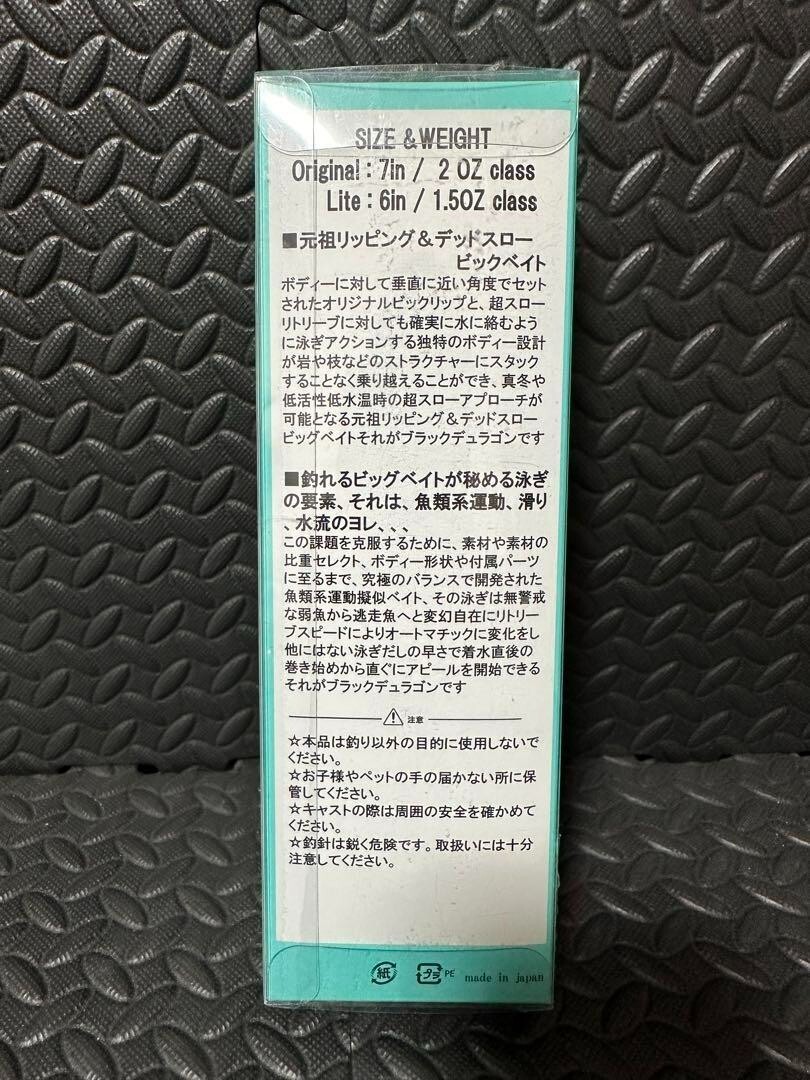 SIZE & WEIGHT
Original : 7in / 2 OZ class
Lite : 6in / 1.5OZ class
■元祖リッピング＆デッドスロー
ビックベイト
ボディーに対して垂直に近い角度でセット
されたオリジナルビックリップと、超スロー
リトリーブに対しても確実に水に絡むよう
に泳ぎアクションする独特のボディー設計
が岩や枝などのストラクチャーにスタック
することなく乗り越えることができ、真冬や
低活性低水温時の超スローアプローチが
可能となる元祖リッピング＆デッドスロー
ビッグベイトそれがブラックデュラゴンです
■釣れるビッグベイトが秘める泳ぎ
の要素、それは、魚類系運動、滑り
、水流のヨレ、、、
この課題を克服するために、素材や素材の
比重セレクト、ボディー形状や付属パーツ
に至るまで、究極のバランスで開発された
魚類系運動擬似ベイト、その泳ぎは無警戒
な弱魚から逃走魚へと変幻自在にリトリー
ブスピードによりオートマチックに変化をし
他にはない泳ぎだしの早さで着水直後の
巻き始めから直ぐにアピールを開始できる
それがブラックデュラゴンです
注意
☆本品は釣り以外の目的に使用しないで
ください。
☆お子様やペットの手の届かない所に保
管してください。
☆キャストの際は周囲の安全を確かめて
ください。
☆釣針は鋭く危険です。取扱いには十分
注意してください。
紙 プラ PE made in japan